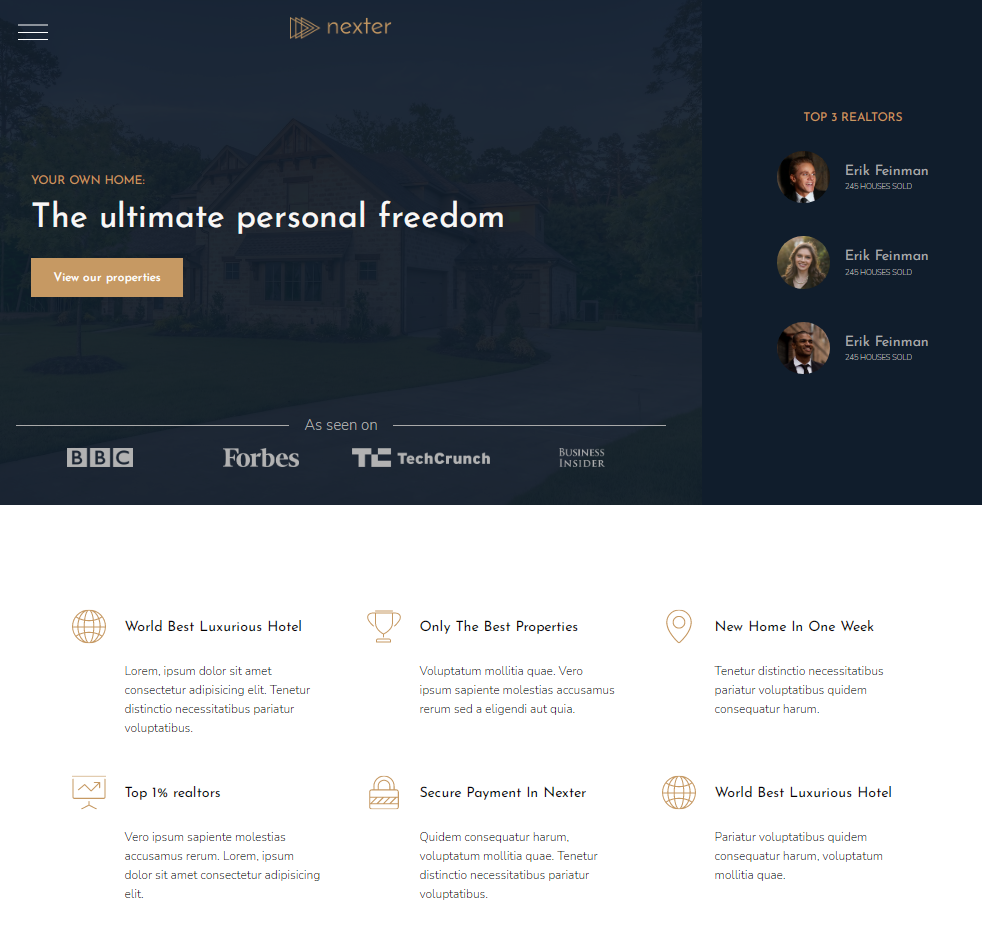 nexter
YOUR OWN HOME:
The ultimate personal freedom
View our properties
As seen on
BBC
Forbes
TC TechCrunch
BUSINESS
INSIDER
TOP 3 REALTORS
Erik Feinman
245 HOUSES SOLD
Erik Feinman
245 HOUSES SOLD
Erik Feinman
245 HOUSES SOLD
World Best Luxurious Hotel
Lorem, ipsum dolor sit amet
consectetur adipisicing elit. Tenetur
distinctio necessitatibus pariatur
voluptatibus.
Only The Best Properties
Voluptatum mollitia quae. Vero
ipsum sapiente molestias accusamus
rerum sed a eligendi aut quia.
New Home In One Week
Tenetur distinctio necessitatibus
pariatur voluptatibus quidem
consequatur harum.
Top 1% realtors
Vero ipsum sapiente molestias
accusamus rerum. Lorem, ipsum
dolor sit amet consectetur adipisicing
elit.
Secure Payment In Nexter
Quidem consequatur harum,
voluptatum mollitia quae. Tenetur
distinctio necessitatibus pariatur
voluptatibus.
World Best Luxurious Hotel
Pariatur voluptatibus quidem
consequatur harum, voluptatum
mollitia quae.